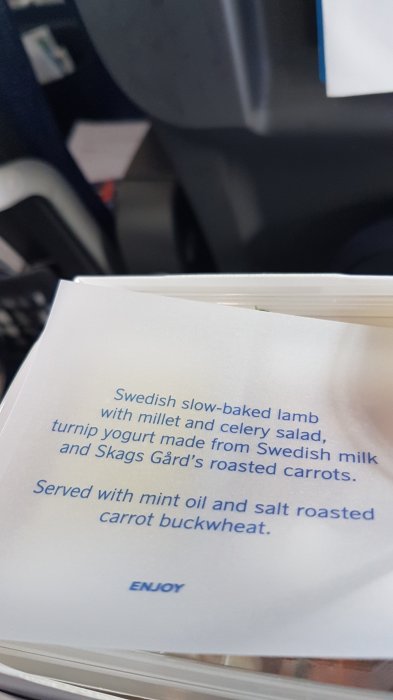 Swedish slow-baked lamb
with millet and celery salad,
turnip yogurt made from Swedish milk
and Skags Gård's roasted carrots.
Served with mint oil and salt roasted
carrot buckwheat.
ENJOY